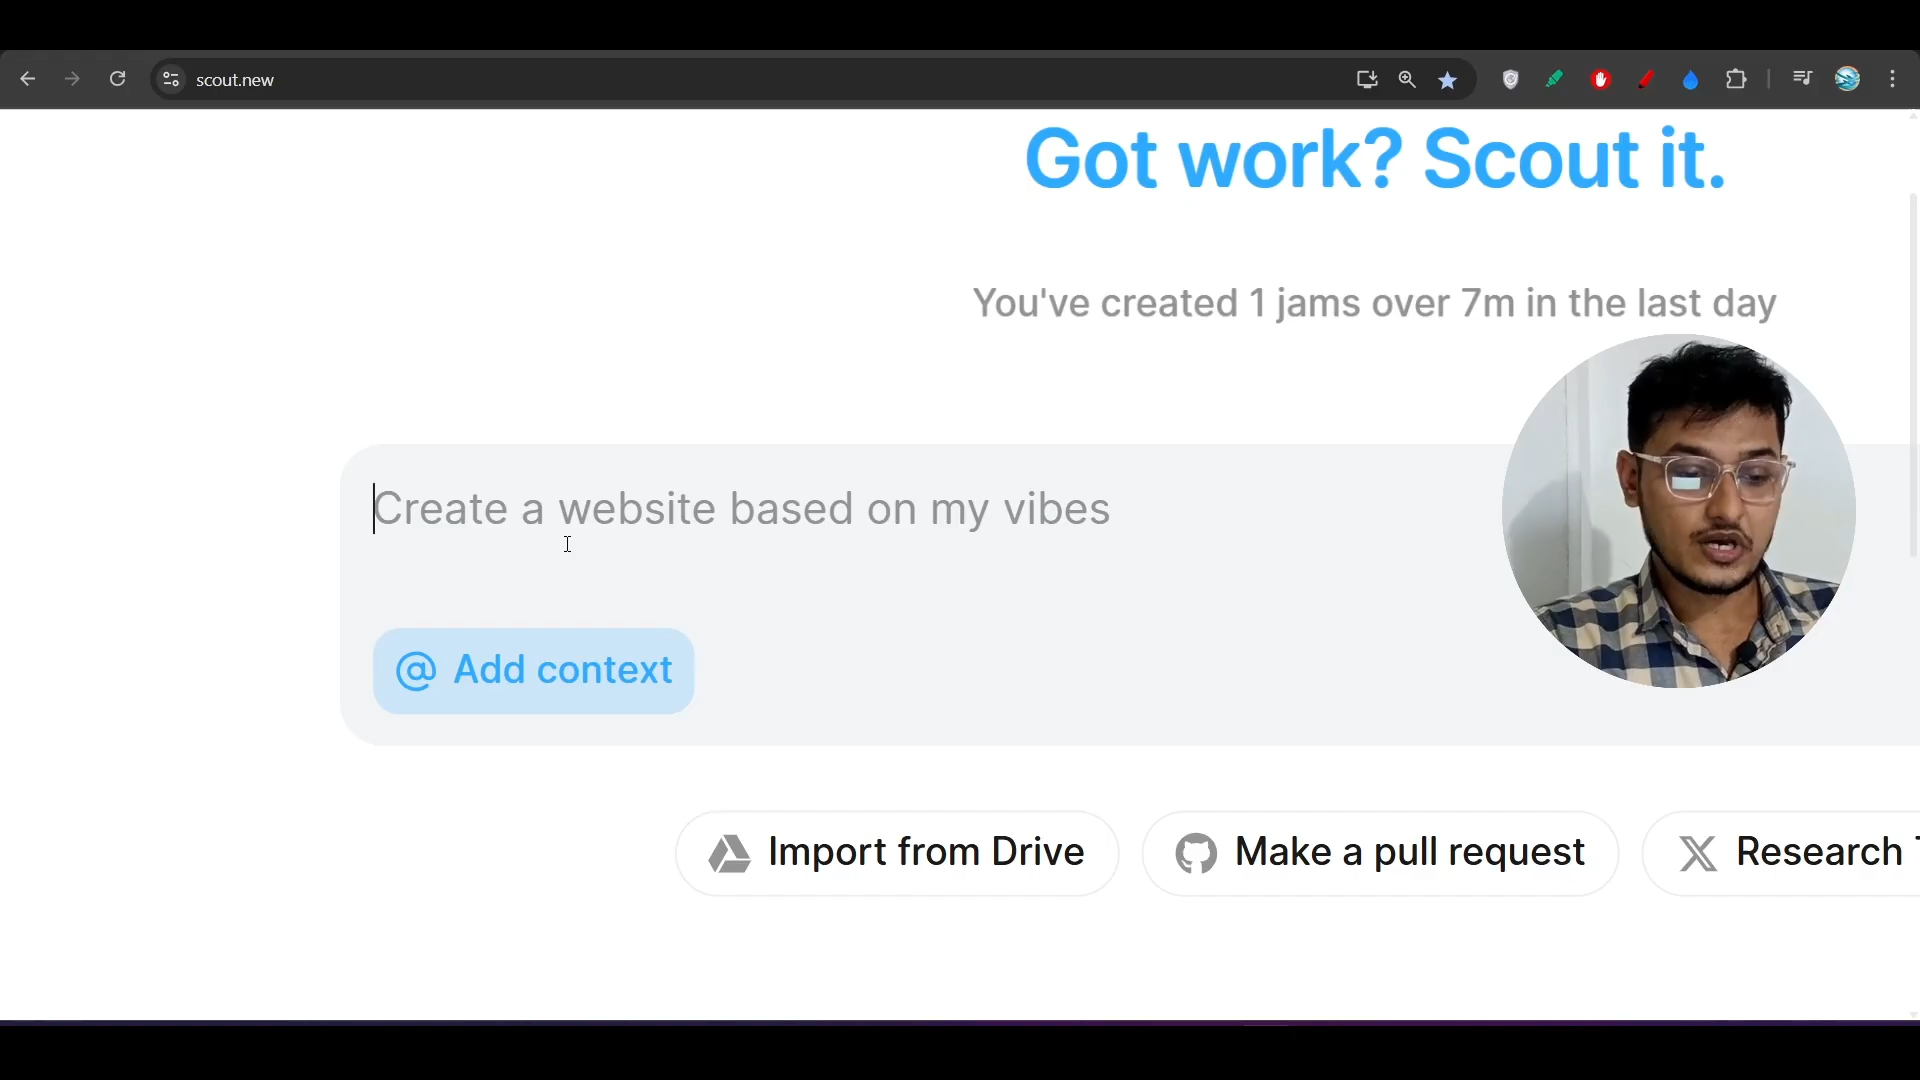 scout.new
Got work? Scout it.
You've created 1 jams over 7m in the last day
Create a website based on my vibes
@ Add context
Import from Drive
Make a pull request
Research